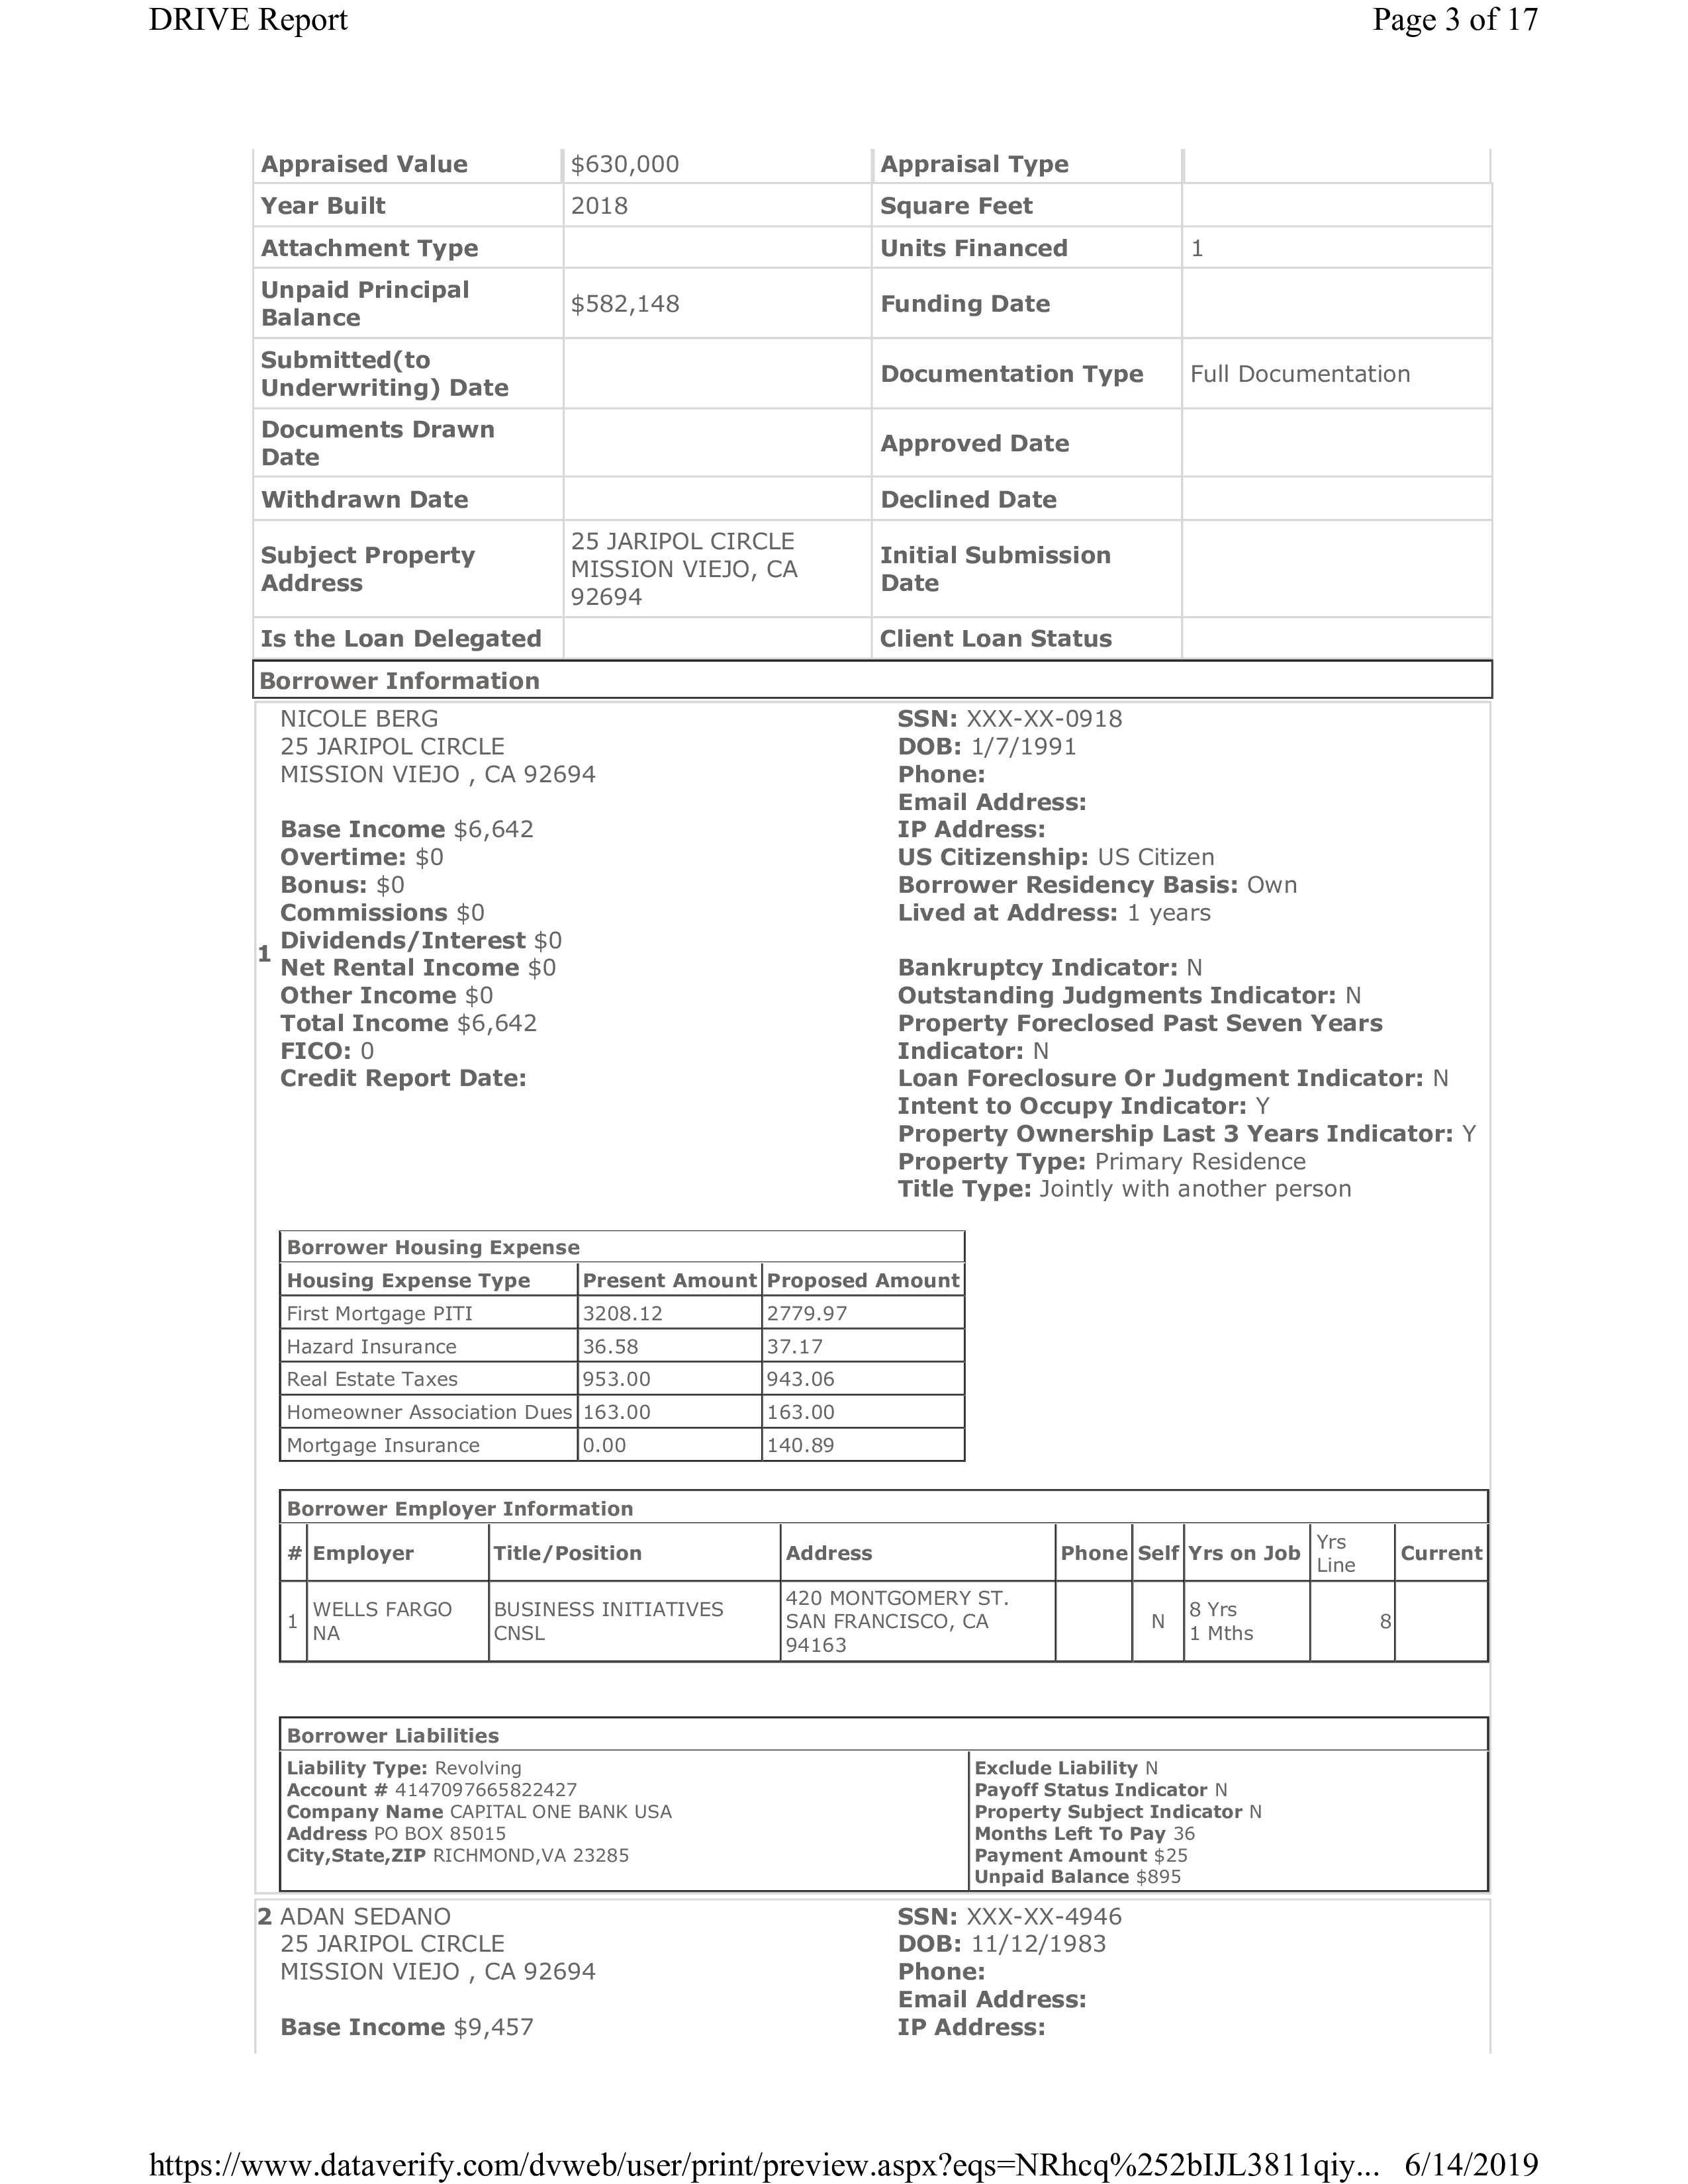 DRIVE Report Page 3 of 17
Appraised Value $630,000 Appraisal Type
Year Built 2018 Square Feet
Attachment Type Units Financed 1
Unpaid Principal
Balance $582,148 Funding Date
Submitted(to
Underwriting) Date Documentation Type Full Documentation
Documents Drawn
Date Approved Date
Withdrawn Date Declined Date
Subject Property
Address
25 JARIPOL CIRCLE
MISSION VIEJO, CA
92694
Initial Submission
Date
Is the Loan Delegated Client Loan Status
Borrower Information
1
NICOLE BERG
25 JARIPOL CIRCLE
MISSION VIEJO , CA 92694
Base Income $6,642
Overtime: $0
Bonus: $0
Commissions $0
Dividends/Interest $0
Net Rental Income $0
Other Income $0
Total Income $6,642
FICO: 0
Credit Report Date:
SSN: XXX-XX-0918
DOB: 1/7/1991
Phone:
Email Address:
IP Address:
US Citizenship: US Citizen
Borrower Residency Basis: Own
Lived at Address: 1 years
Bankruptcy Indicator: N
Outstanding Judgments Indicator: N
Property Foreclosed Past Seven Years
Indicator: N
Loan Foreclosure Or Judgment Indicator: N
Intent to Occupy Indicator: Y
Property Ownership Last 3 Years Indicator: Y
Property Type: Primary Residence
Title Type: Jointly with another person
Borrower Housing Expense
Housing Expense Type Present Amount Proposed Amount
First Mortgage PITI 3208.12 2779.97
Hazard Insurance 36.58 37.17
Real Estate Taxes 953.00 943.06
Homeowner Association Dues 163.00 163.00
Mortgage Insurance 0.00 140.89
Borrower Employer Information
# Employer Title/Position Address Phone Self Yrs on Job Yrs
Line Current
1 WELLS FARGO
NA
BUSINESS INITIATIVES
CNSL
420 MONTGOMERY ST.
SAN FRANCISCO, CA
94163
N
8 Yrs
1 Mths
8
Borrower Liabilities
Liability Type: Revolving
Account # 4147097665822427
Company Name CAPITAL ONE BANK USA
Address PO BOX 85015
City,State,ZIP RICHMOND,VA 23285
Exclude Liability N
Payoff Status Indicator N
Property Subject Indicator N
Months Left To Pay 36
Payment Amount $25
Unpaid Balance $895
2 ADAN SEDANO
25 JARIPOL CIRCLE
MISSION VIEJO , CA 92694
Base Income $9,457
SSN: XXX-XX-4946
DOB: 11/12/1983
Phone:
Email Address:
IP Address:
https://www.dataverify.com/dvweb/user/print/preview.aspx?eqs=NRhcq%252bIJL3811qiy... 6/14/2019